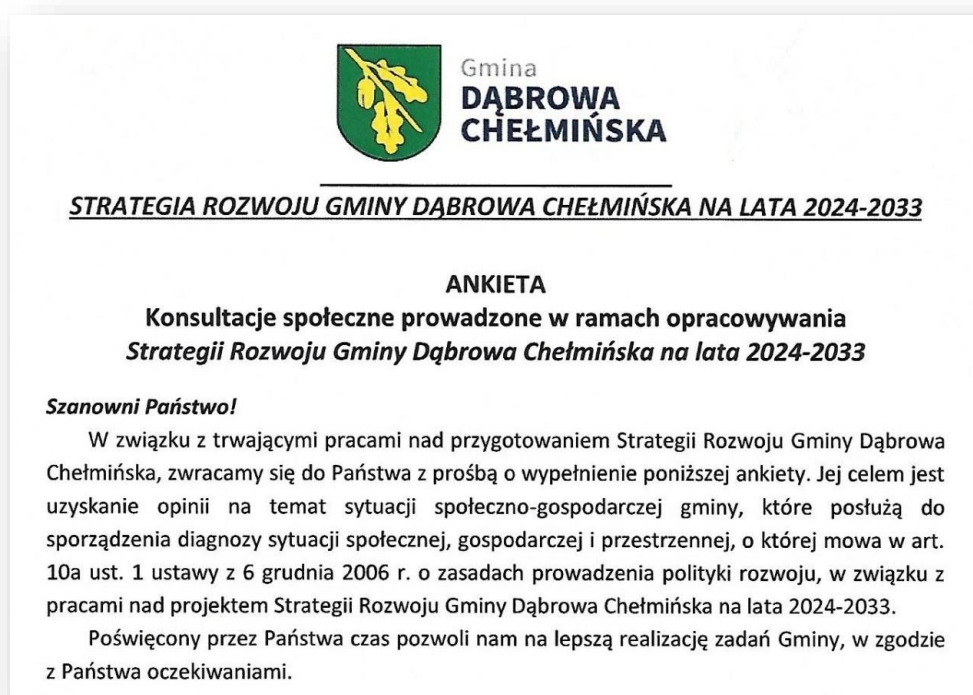 Gmina
DĄBROWA
CHEŁMIŃSKA
STRATEGIA ROZWOJU GMINY DĄBROWA CHEŁMIŃSKA NA LATA 2024-2033
ANKIETA
Konsultacje społeczne prowadzone w ramach opracowywania
Strategii Rozwoju Gminy Dąbrowa Chełmińska na lata 2024-2033
Szanowni Państwo!
W związku z trwającymi pracami nad przygotowaniem Strategii Rozwoju Gminy Dąbrowa
Chełmińska, zwracamy się do Państwa z prośbą o wypełnienie poniższej ankiety. Jej celem jest
uzyskanie opinii na temat sytuacji społeczno-gospodarczej gminy, które posłużą do
sporządzenia diagnozy sytuacji społecznej, gospodarczej i przestrzennej, o której mowa w art.
10a ust. 1 ustawy z 6 grudnia 2006 r. o zasadach prowadzenia polityki rozwoju, w związku z
pracami nad projektem Strategii Rozwoju Gminy Dąbrowa Chełmińska na lata 2024-2033.
Poświęcony przez Państwa czas pozwoli nam na lepszą realizację zadań Gminy, w zgodzie
z Państwa oczekiwaniami.